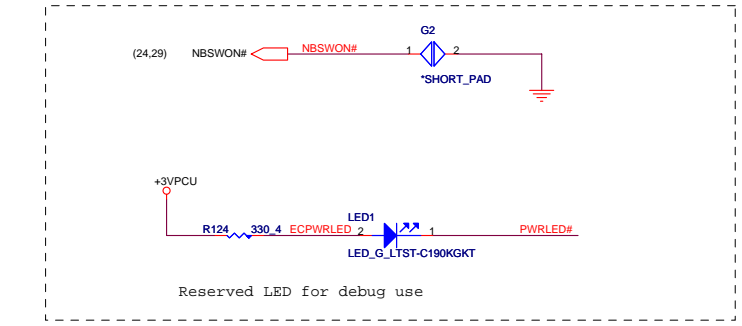 G2
(24,29) NBSWON# NBSWON# 1 2
*SHORT_PAD
+3VPCU
LED1
R124 330_4 ECPWRLED 2 1 PWRLED#
LED_G_LTST-C190KGKT
Reserved LED for debug use